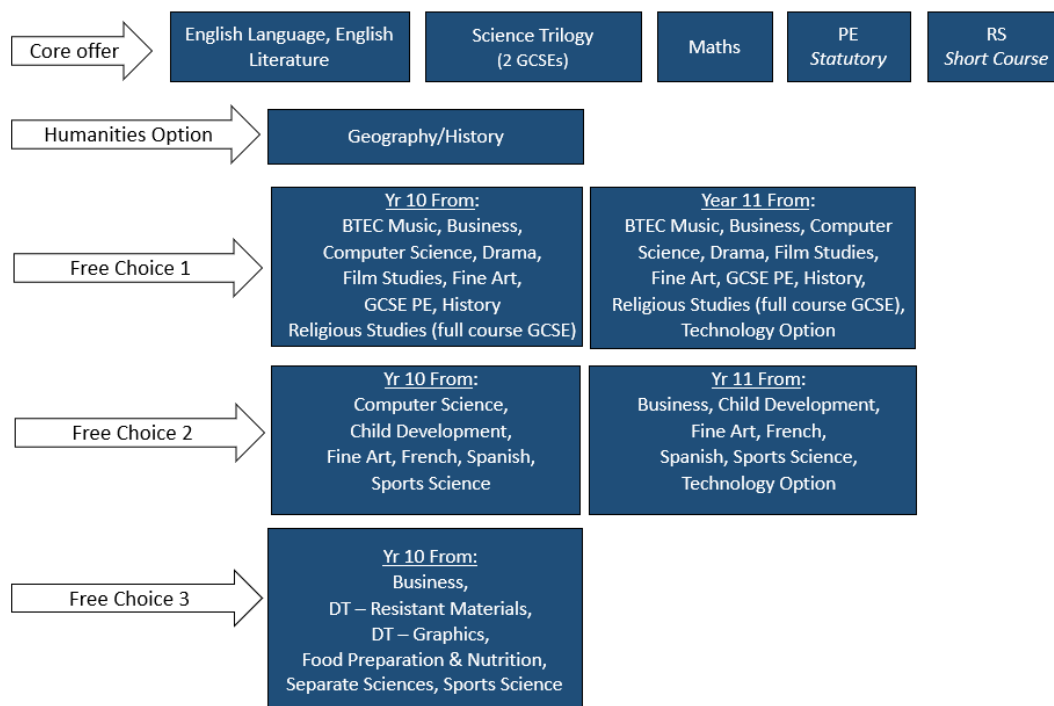 Core offer
English Language, English
Literature
Science Trilogy
(2 GCSEs)
Maths
PE
Statutory
RS
Short Course
Humanities Option
Geography/History
Free Choice 1
Yr 10 From:
BTEC Music, Business,
Computer Science, Drama,
Film Studies, Fine Art,
GCSE PE, History
Religious Studies (full course GCSE)
Year 11 From:
BTEC Music, Business, Computer
Science, Drama, Film Studies,
Fine Art, GCSE PE, History,
Religious Studies (full course GCSE),
Technology Option
Free Choice 2
Yr 10 From:
Computer Science,
Child Development,
Fine Art, French, Spanish,
Sports Science
Yr 11 From:
Business, Child Development,
Fine Art, French,
Spanish, Sports Science,
Technology Option
Free Choice 3
Yr 10 From:
Business,
DT – Resistant Materials,
DT – Graphics,
Food Preparation & Nutrition,
Separate Sciences, Sports Science